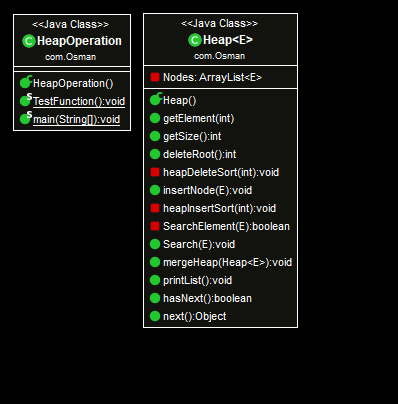 <<Java Class>>
HeapOperation
com.Osman
HeapOperation()
TestFunction():void
main(String[]):void
<<Java Class>>
Heap<E>
com.Osman
Nodes: ArrayList<E>
Heap()
getElement(int)
getSize():int
deleteRoot():int
heapDeleteSort(int):void
insertNode(E):void
heapInsertSort(int):void
SearchElement(E):boolean
Search(E):void
mergeHeap(Heap<E>):void
printList():void
hasNext():boolean
next():Object